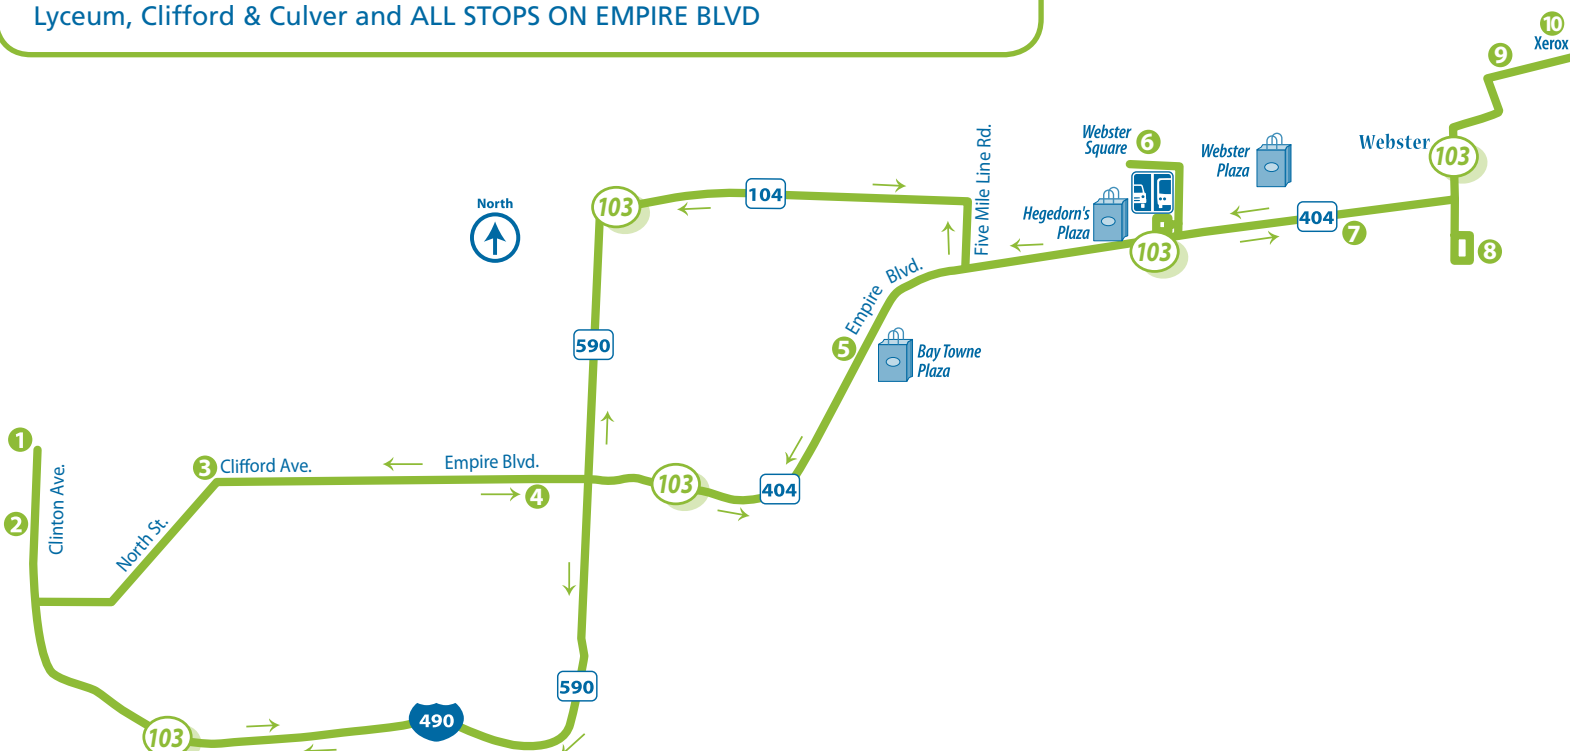 Lyceum, Clifford & Culver and ALL STOPS ON EMPIRE BLVD
10
Xerox
9
Webster
Square
6
Webster
Plaza
Webster
103
Five Mile Line Rd.
North
103
104
Hegedorn's
Plaza
404
7
103
8
Empire Blvd.
590
5
Bay Towne
Plaza
1
Clinton Ave.
2
3
Clifford Ave.
Empire Blvd.
4
103
404
North St.
590
490
103